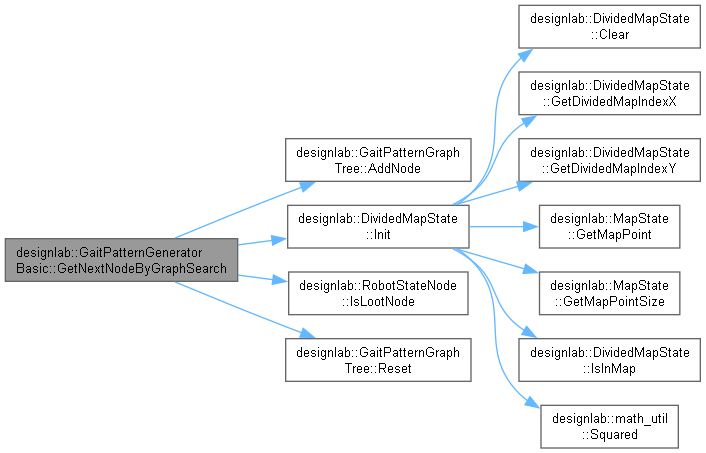 designlab::GaitPatternGenerator
Basic::GetNextNodeByGraphSearch
designlab::GaitPatternGraph
Tree::AddNode
designlab::DividedMapState
::Init
designlab::RobotStateNode
::IsLootNode
designlab::GaitPatternGraph
Tree::Reset
designlab::DividedMapState
::Clear
designlab::DividedMapState
::GetDividedMapIndexX
designlab::DividedMapState
::GetDividedMapIndexY
designlab::MapState
::GetMapPoint
designlab::MapState
::GetMapPointSize
designlab::DividedMapState
::IsInMap
designlab::math_util
::Squared